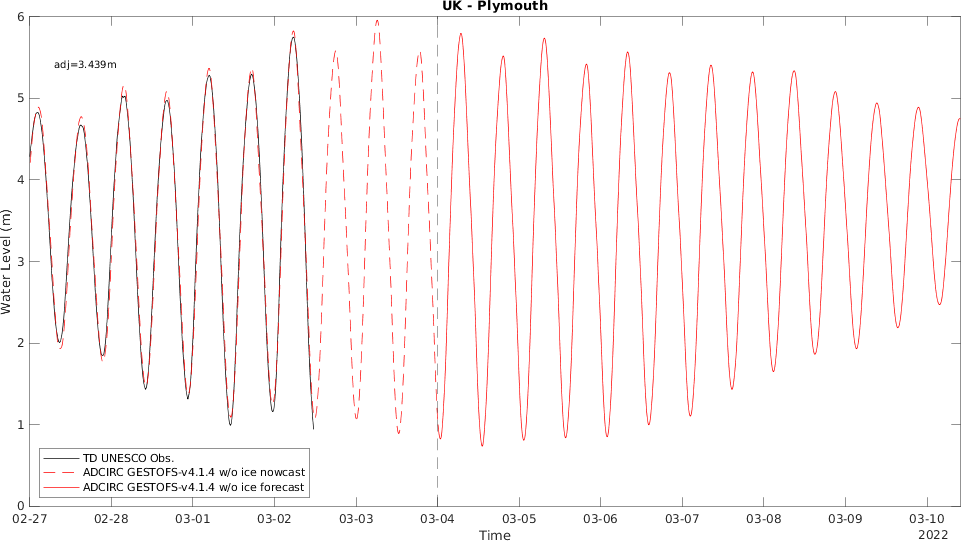 UK - Plymouth
adj=3.439m
6
5
4
3
2
1
0
Water Level (m)
TD UNESCO Obs.
ADCIRC GESTOFS-v4.1.4 w/o ice nowcast
ADCIRC GESTOFS-v4.1.4 w/o ice forecast
02-27 02-28 03-01 03-02 03-03 03-04 03-05 03-06 03-07 03-08 03-09 03-10
Time
2022